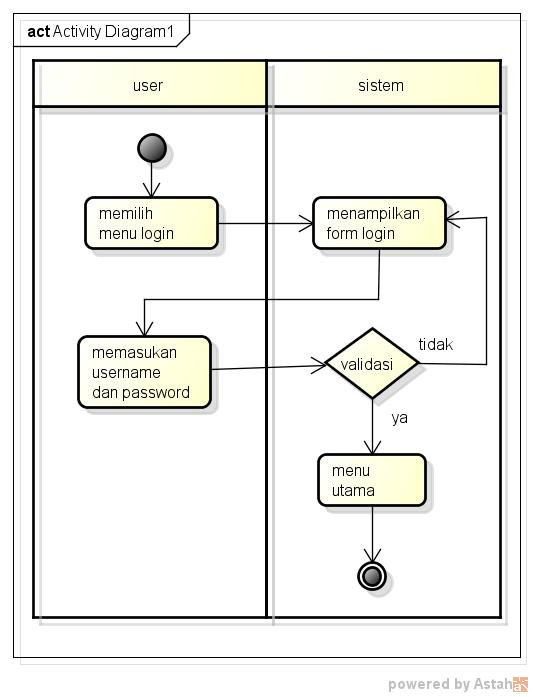 act Activity Diagram1
user
sistem
memilih
menu login
menampilkan
form login
memasukan
username
dan password
validasi
tidak
ya
menu
utama
powered by Astah